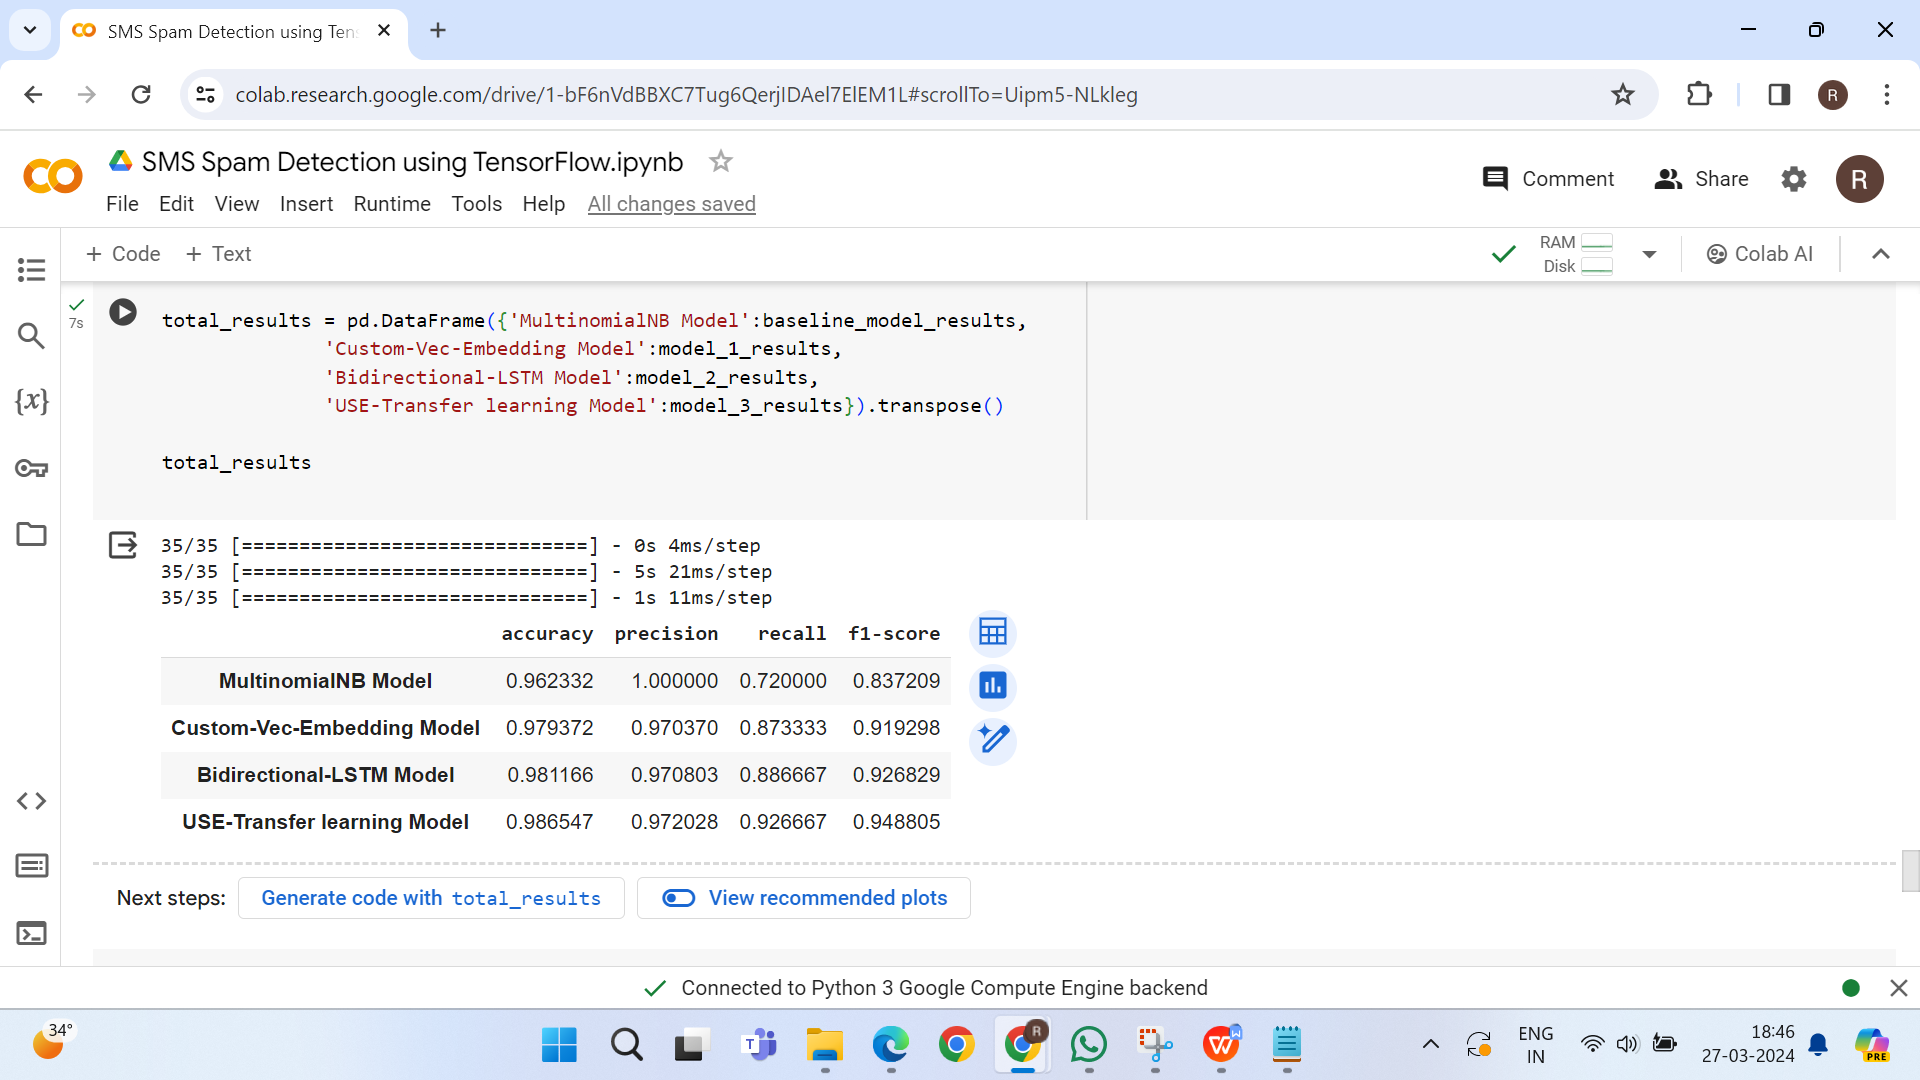 SMS Spam Detection using Ten
colab.research.google.com/drive/1-bF6nVdBBXC7Tug6QerjIDAel7ElEM1L#scrollTo=Uipm5-NLkleg
R
SMS Spam Detection using TensorFlow.ipynb
File Edit View Insert Runtime Tools Help All changes saved
Comment Share R
+ Code + Text
RAM
Disk
Colab AI
7s
{x}
total_results = pd.DataFrame({'MultinomialNB Model':baseline_model_results,
'Custom-Vec-Embedding Model':model_1_results,
'Bidirectional-LSTM Model':model_2_results,
'USE-Transfer learning Model':model_3_results}).transpose()
total_results
35/35 [==============================] - 0s 4ms/step
35/35 [==============================] - 5s 21ms/step
35/35 [==============================] - 1s 11ms/step
accuracy precision recall f1-score
MultinomialNB Model 0.962332 1.000000 0.720000 0.837209
Custom-Vec-Embedding Model 0.979372 0.970370 0.873333 0.919298
Bidirectional-LSTM Model 0.981166 0.970803 0.886667 0.926829
USE-Transfer learning Model 0.986547 0.972028 0.926667 0.948805
Next steps: Generate code with total_results View recommended plots
Connected to Python 3 Google Compute Engine backend
34°
R
ENG
IN
18:46
27-03-2024
PRE